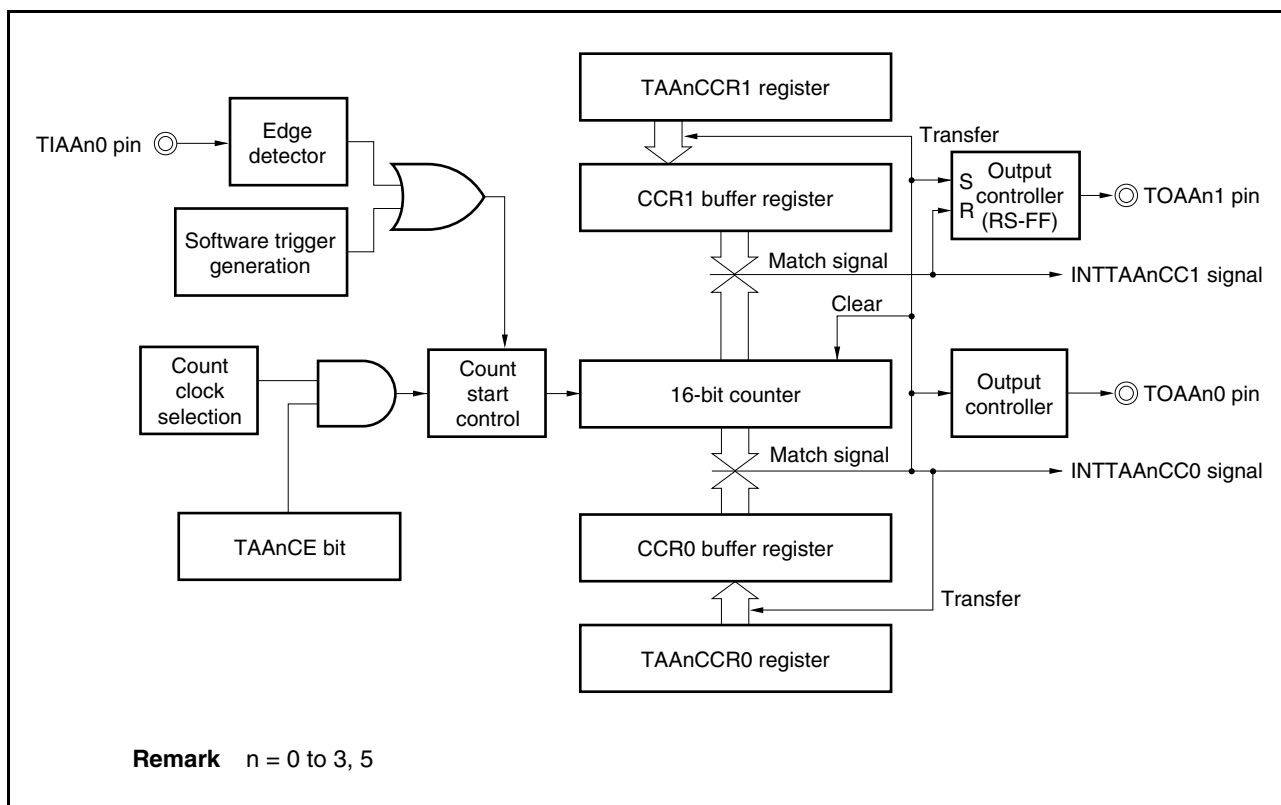 TAAnCCR1 register
TIAAn0 pin
Edge
detector
Transfer
CCR1 buffer register
S
R
Output
controller
(RS-FF)
TOAAn1 pin
Software trigger
generation
Match signal
INTTAAnCC1 signal
Clear
Count
clock
selection
Count
start
control
16-bit counter
Output
controller
TOAAn0 pin
Match signal
INTTAAnCC0 signal
TAAnCE bit
CCR0 buffer register
Transfer
TAAnCCR0 register
Remark n = 0 to 3, 5